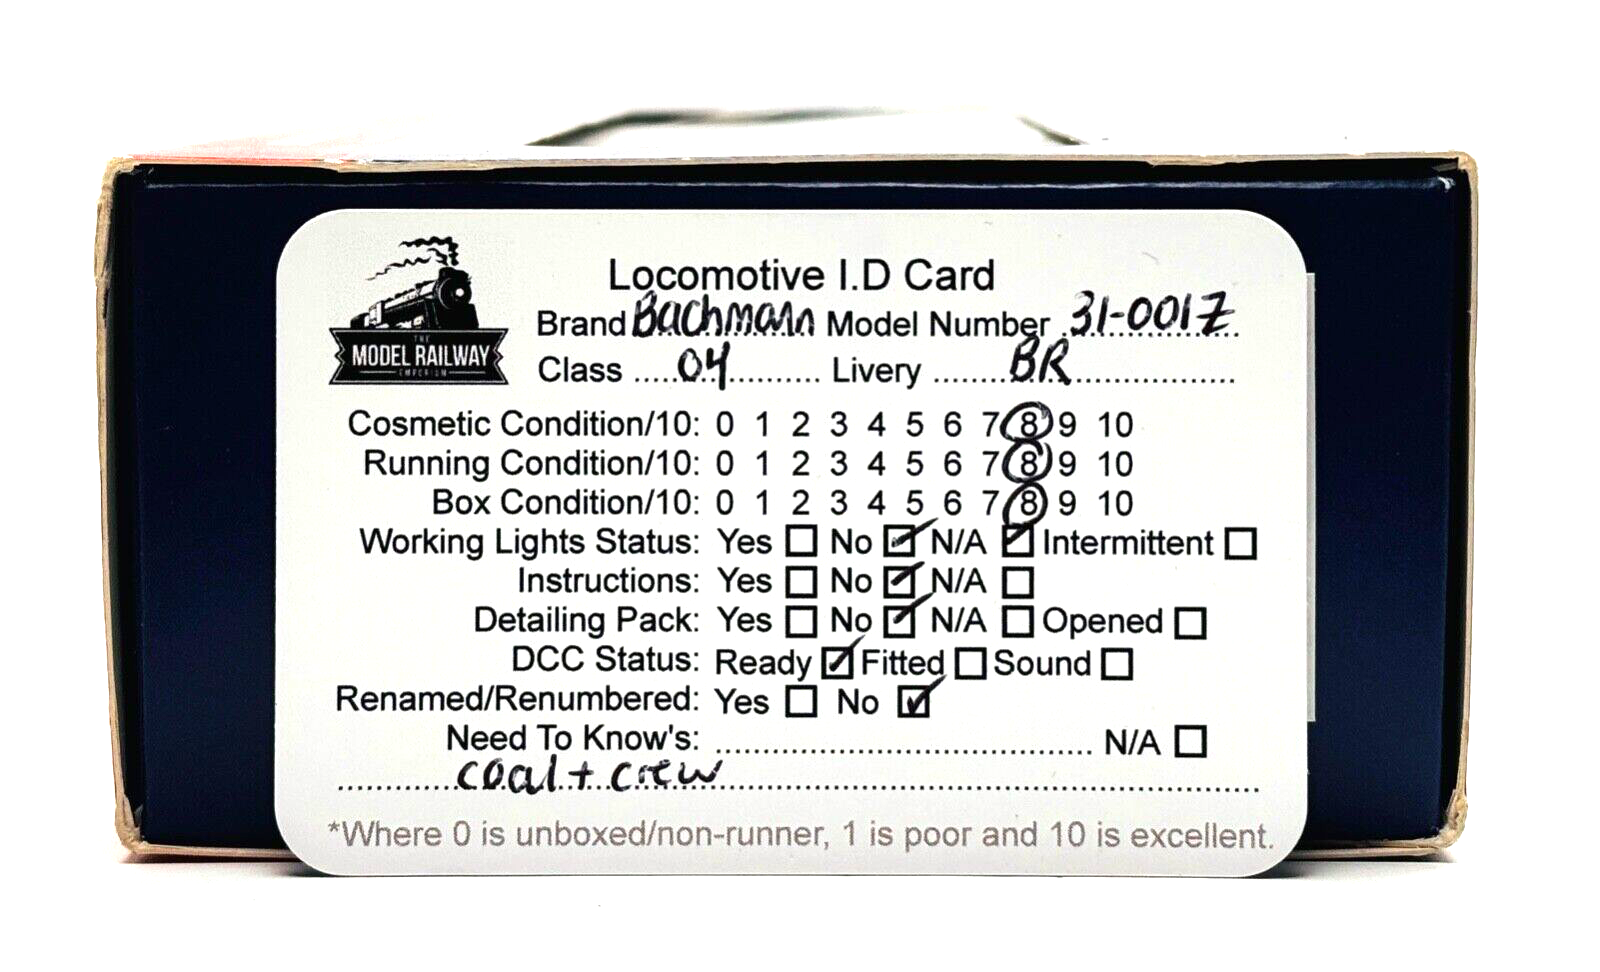 Locomotive I.D Card
THE
MODEL RAILWAY
EMPORIUM
Brand Bachmann Model Number 31-001Z
Class .....04.......... Livery ........BR................
Cosmetic Condition/10: 0 1 2 3 4 5 6 7 8 9 10
Running Condition/10: 0 1 2 3 4 5 6 7 8 9 10
Box Condition/10: 0 1 2 3 4 5 6 7 8 9 10
Working Lights Status: Yes ☐ No ☑ N/A ☑ Intermittent ☐
Instructions: Yes ☐ No ☑ N/A ☐
Detailing Pack: Yes ☐ No ☑ N/A ☐ Opened ☐
DCC Status: Ready ☑ Fitted ☐ Sound ☐
Renamed/Renumbered: Yes ☐ No ☑
Need To Know's: .................................... N/A ☐
coal + crew
*Where 0 is unboxed/non-runner, 1 is poor and 10 is excellent.